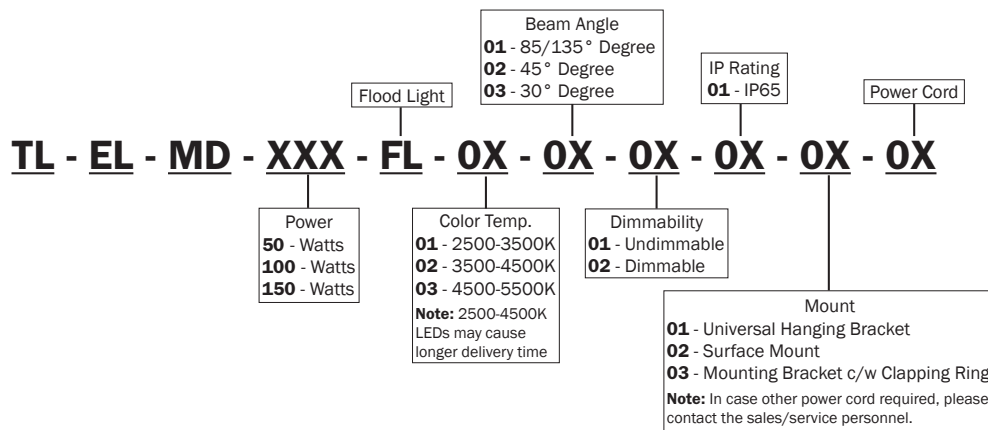 Beam Angle
01 - 85/135° Degree
02 - 45° Degree
03 - 30° Degree
IP Rating
01 - IP65
Flood Light
Power Cord
TL - EL - MD - XXX - FL - 0X - 0X - 0X - 0X - 0X - 0X
Power
50 - Watts
100 - Watts
150 - Watts
Color Temp.
01 - 2500-3500K
02 - 3500-4500K
03 - 4500-5500K
Note: 2500-4500K
LEDs may cause
longer delivery time
Dimmability
01 - Undimmable
02 - Dimmable
Mount
01 - Universal Hanging Bracket
02 - Surface Mount
03 - Mounting Bracket c/w Clapping Ring
Note: In case other power cord required, please
contact the sales/service personnel.